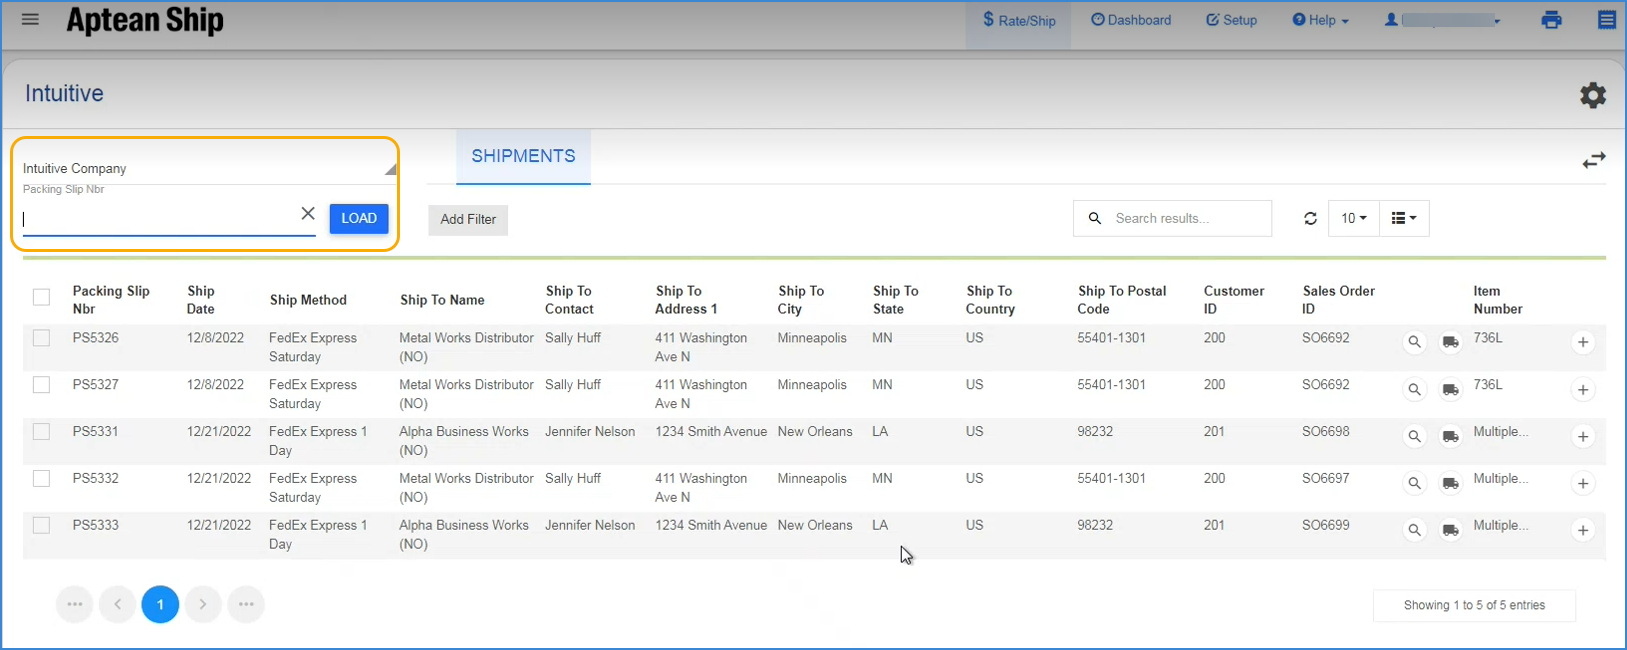 Aptean Ship
$ Rate/Ship
Dashboard
Setup
Help
Intuitive
Intuitive Company
Packing Slip Nbr
LOAD
SHIPMENTS
Add Filter
Search results...
10
Packing Slip Nbr
Ship Date
Ship Method
Ship To Name
Ship To Contact
Ship To Address 1
Ship To City
Ship To State
Ship To Country
Ship To Postal Code
Customer ID
Sales Order ID
Item Number
PS5326 12/8/2022 FedEx Express Saturday Metal Works Distributor (NO) Sally Huff 411 Washington Ave N Minneapolis MN US 55401-1301 200 SO6692 736L
PS5327 12/8/2022 FedEx Express Saturday Metal Works Distributor (NO) Sally Huff 411 Washington Ave N Minneapolis MN US 55401-1301 200 SO6692 736L
PS5331 12/21/2022 FedEx Express 1 Day Alpha Business Works (NO) Jennifer Nelson 1234 Smith Avenue New Orleans LA US 98232 201 SO6698 Multiple...
PS5332 12/21/2022 FedEx Express Saturday Metal Works Distributor (NO) Sally Huff 411 Washington Ave N Minneapolis MN US 55401-1301 200 SO6697 Multiple...
PS5333 12/21/2022 FedEx Express 1 Day Alpha Business Works (NO) Jennifer Nelson 1234 Smith Avenue New Orleans LA US 98232 201 SO6699 Multiple...
1
Showing 1 to 5 of 5 entries